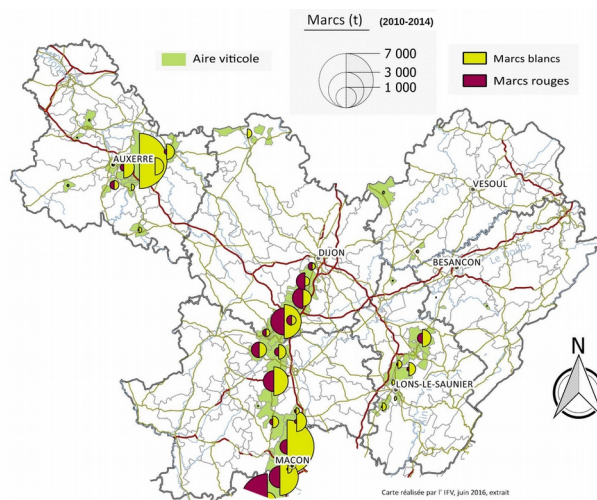 Marcs (t) (2010-2014)
7 000
3 000
1 000
Aire viticole
Marcs blancs
Marcs rouges
AUXERRE
VESOUL
DIJON
BESANCON
Le Doubs
LONS-LE-SAUNIER
N
MACON
Carte réalisée par l' IFV, juin 2016, extrait